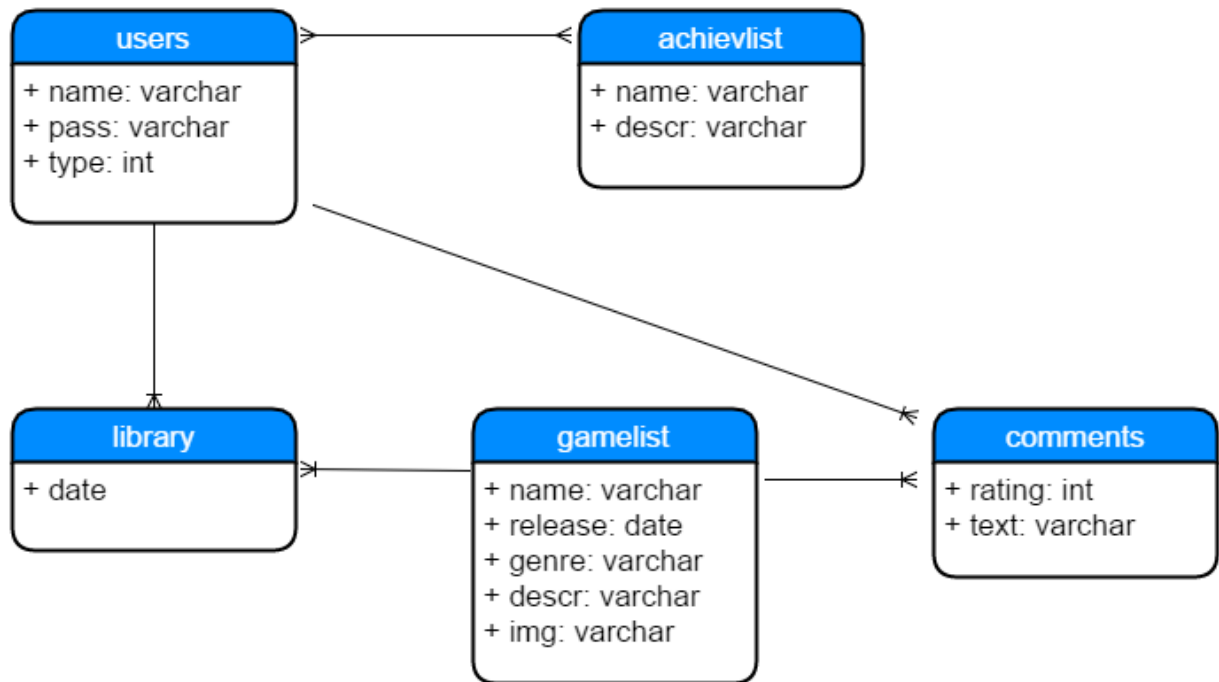 users
+ name: varchar
+ pass: varchar
+ type: int
achievlist
+ name: varchar
+ descr: varchar
library
+ date
gamelist
+ name: varchar
+ release: date
+ genre: varchar
+ descr: varchar
+ img: varchar
comments
+ rating: int
+ text: varchar